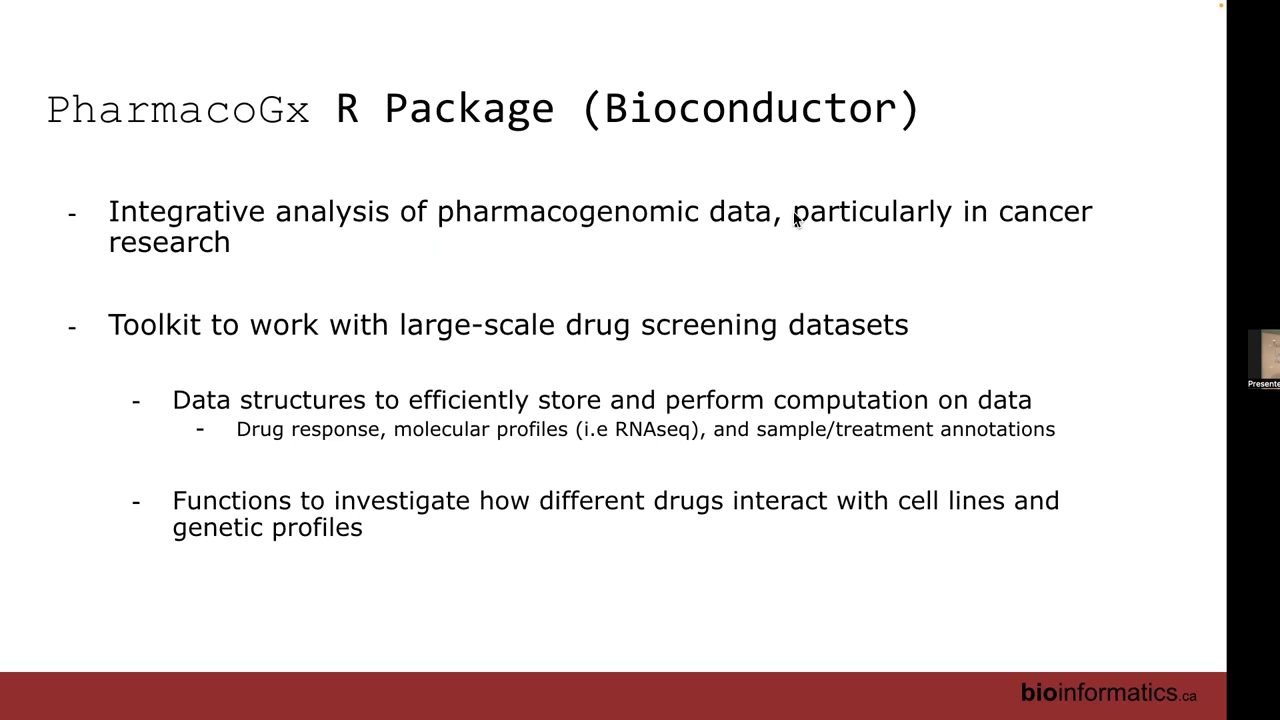 PharmacoGx R Package (Bioconductor)
- Integrative analysis of pharmacogenomic data, particularly in cancer
research
- Toolkit to work with large-scale drug screening datasets
- Data structures to efficiently store and perform computation on data
- Drug response, molecular profiles (i.e RNAseq), and sample/treatment annotations
- Functions to investigate how different drugs interact with cell lines and
genetic profiles
Presente
bioinformatics.ca